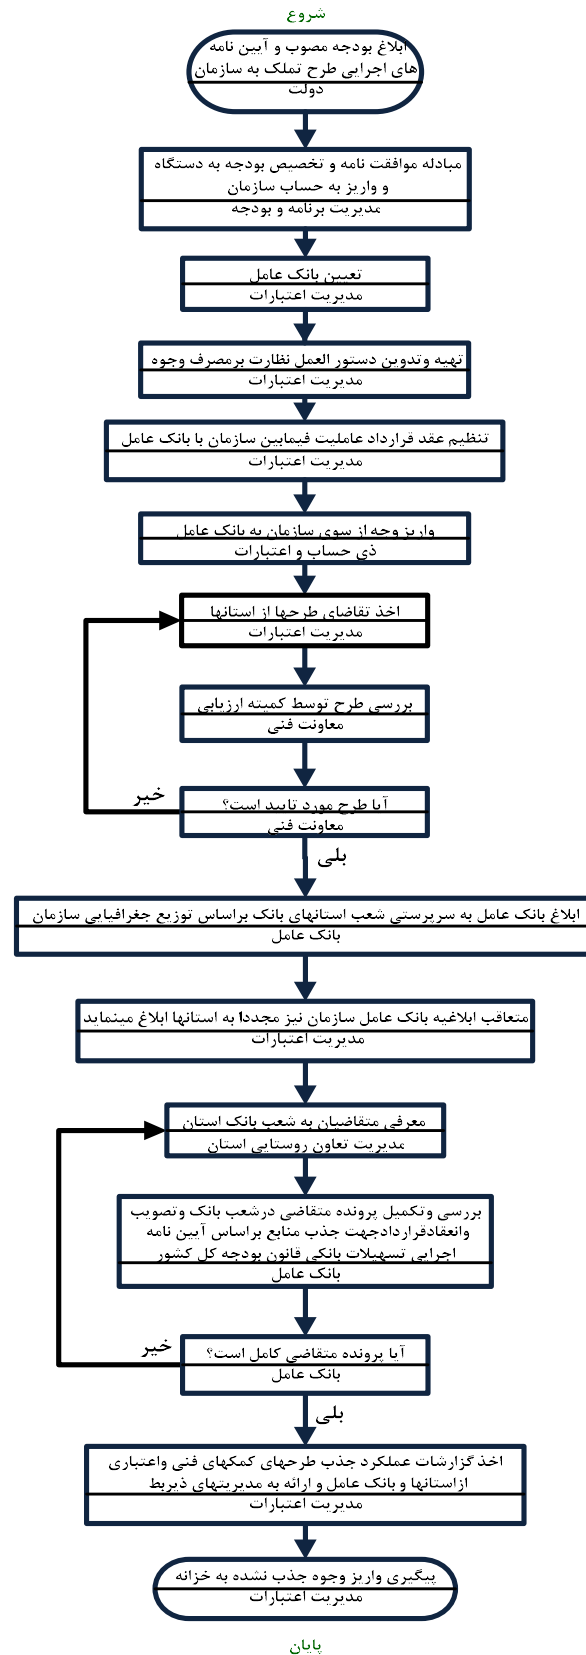 شروع
ابلاغ بودجه مصوب و آیین نامه
های اجرایی طرح تملک به سازمان
دولت
مبادله موافقت نامه و تخصیص بودجه به دستگاه
و واریز به حساب سازمان
مدیریت برنامه و بودجه
تعیین بانک عامل
مدیریت اعتبارات
تهیه وتدوین دستور العمل نظارت برمصرف وجوه
مدیریت اعتبارات
تنظیم عقد قرارداد عاملیت فیمابین سازمان با بانک عامل
مدیریت اعتبارات
واریز وجه از سوی سازمان به بانک عامل
ذی حساب و اعتبارات
اخذ تقاضای طرحها از استانها
مدیریت اعتبارات
بررسی طرح توسط کمیته ارزیابی
معاونت فنی
آیا طرح مورد تایید است؟
معاونت فنی
خیر
بلی
ابلاغ بانک عامل به سرپرستی شعب استانهای بانک براساس توزیع جغرافیایی سازمان
بانک عامل
متعاقب ابلاغیه بانک عامل سازمان نیز مجددا به استانها ابلاغ مینماید
مدیریت اعتبارات
معرفی متقاضیان به شعب بانک استان
مدیریت تعاون روستایی استان
بررسی وتکمیل پرونده متقاضی درشعب بانک وتصویب
وانعقادقراردادجهت جذب منابع براساس آیین نامه
اجرایی تسهیلات بانکی قانون بودجه کل کشور
بانک عامل
آیا پرونده متقاضی کامل است؟
بانک عامل
خیر
بلی
اخذ گزارشات عملکرد جذب طرحهای کمکهای فنی واعتباری
ازاستانها و بانک عامل و ارائه به مدیریتهای ذیربط
مدیریت اعتبارات
پیگیری واریز وجوه جذب نشده به خزانه
مدیریت اعتبارات
پایان